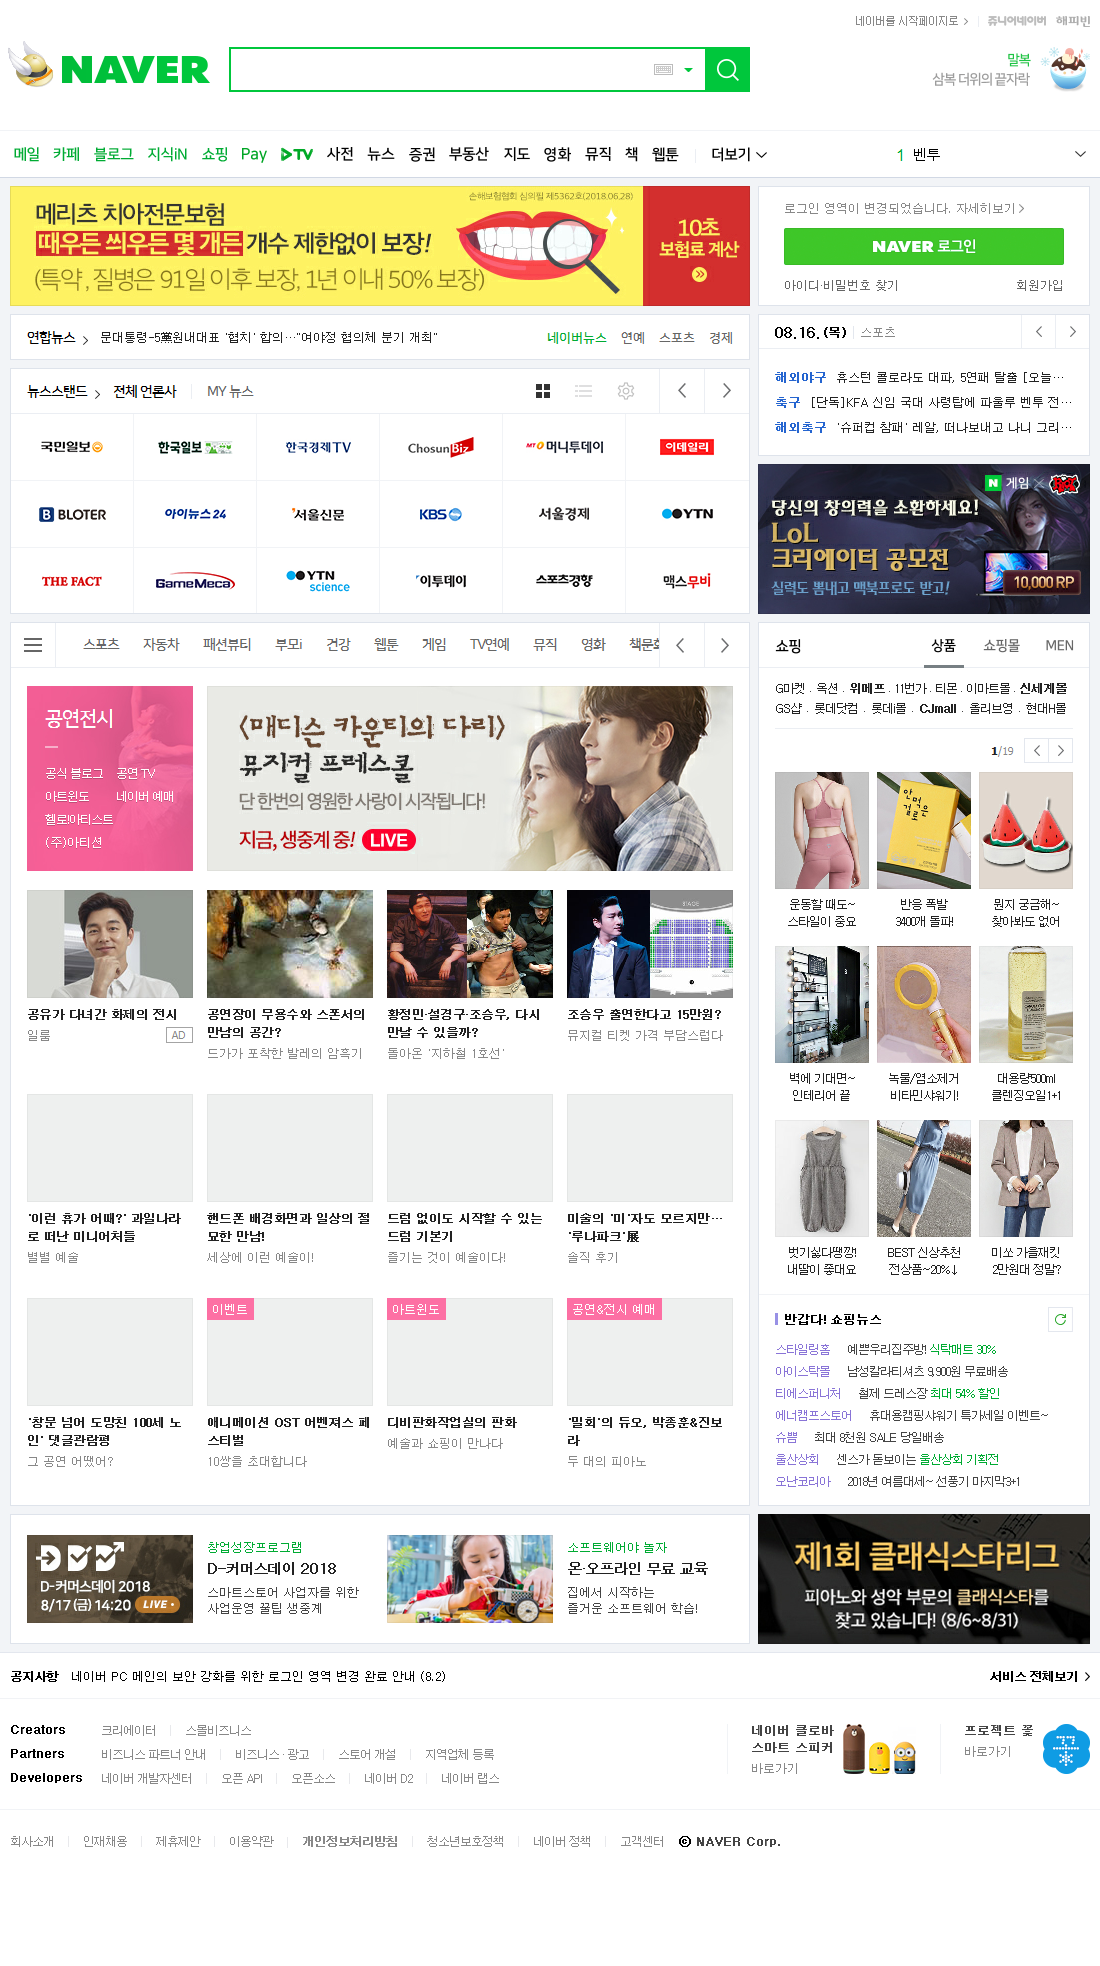 네이버를 시작페이지로
쥬니어네이버 해피빈
NAVER
말복
삼복 더위의 끝자락
메일 카페 블로그 지식iN 쇼핑 Pay TV 사전 뉴스 증권 부동산 지도 영화 뮤직 책 웹툰 더보기
1 벤투
손해보험협회 심의필 제5362호(2018.06.28)
메리츠 치아전문보험
때우든 씌우든 몇 개든 개수 제한없이 보장!
(특약, 질병은 91일 이후 보장, 1년 이내 50% 보장)
10초
보험료 계산
로그인 영역이 변경되었습니다. 자세히보기
NAVER 로그인
아이디·비밀번호 찾기 회원가입
연합뉴스 문대통령-5黨원내대표 '협치' 합의…"여야정 협의체 분기 개최"
네이버뉴스 연예 스포츠 경제
08.16.(목) 스포츠
해외야구 휴스턴 콜로라도 대파, 5연패 탈출 [오늘…
축구 [단독]KFA 신임 국대 사령탑에 파울루 벤투 전…
해외축구 '슈퍼컵 참패' 레알, 떠나보내고 나니 그리…
뉴스스탠드 전체 언론사 MY 뉴스
국민일보 한국일보 한국경제TV ChosunBiz MTO 머니투데이 이데일리
B BLOTER 아이뉴스24 서울신문 KBS 서울경제 YTN
THE FACT GameMeca YTN science 이투데이 스포츠경향 맥스무비
N 게임
당신의 창의력을 소환하세요!
LoL
크리에이터 공모전
실력도 뽐내고 맥북프로도 받고!
10,000 RP
스포츠 자동차 패션뷰티 부모i 건강 웹툰 게임 TV연예 뮤직 영화 책문화
공연전시
공식 블로그 공연 TV
아트윈도 네이버 예매
헬로!아티스트
(주)아티션
<매디슨 카운티의 다리>
뮤지컬 프레스콜
단 한번의 영원한 사랑이 시작됩니다!
지금, 생중계 중! LIVE
STAGE
공유가 다녀간 화제의 전시
일룸 AD
공연장이 무용수와 스폰서의
만남의 공간?
드가가 포착한 발레의 암흑기
황정민·설경구·조승우, 다시
만날 수 있을까?
돌아온 '지하철 1호선'
조승우 출연한다고 15만원?
뮤지컬 티켓 가격 부담스럽다
'이런 휴가 어때?' 과일나라
로 떠난 미니어처들
별별 예술
핸드폰 배경화면과 일상의 절
묘한 만남!
세상에 이런 예술이!
드럼 없이도 시작할 수 있는
드럼 기본기
즐기는 것이 예술이다!
미술의 '미'자도 모르지만…
'루나파크'展
솔직 후기
이벤트
아트윈도
공연&전시 예매
'창문 넘어 도망친 100세 노
인' 댓글관람평
그 공연 어땠어?
애니메이션 OST 어벤져스 페
스티벌
10쌍을 초대합니다
디비판화작업실의 판화
예술과 쇼핑이 만나다
'밀회'의 듀오, 박종훈&진보
라
두 대의 피아노
쇼핑 상품 쇼핑몰 MEN
G마켓 . 옥션 . 위메프 . 11번가 . 티몬 . 이마트몰 . 신세계몰
GS샵 . 롯데닷컴 . 롯데i몰 . CJmall . 올리브영 . 현대H몰
1/19
안 먹은
걸로
운동할 때도~
스타일이 중요
반응 폭발
3400개 돌파!
뭔지 궁금해~
찾아봐도 없어
벽에 기대면~
인테리어 끝
녹물/염소제거
비타민샤워기!
대용량500ml
클렌징오일1+1
벗기싫다땡깡!
내딸이 좋대요
BEST 신상추천
전상품~20%↓
미쏘 가을재킷
2만원대 정말?
반갑다! 쇼핑뉴스
스타일링홈 예쁜우리집주방! 식탁매트 30%
아이스탁몰 남성칼라티셔츠 9,900원 무료배송
티에스퍼니처 철제 드레스장 최대 54% 할인
에너캠프스토어 휴대용캠핑샤워기 특가세일 이벤트~
슈쁨 최대 8천원 SALE 당일배송
울산상회 센스가 돋보이는 울산상회 기획전
오난코리아 2018년 여름대세~ 선풍기 마지막3+1
D-커머스데이 2018
8/17(금) 14:20 LIVE
창업성장프로그램
D-커머스데이 2018
스마트스토어 사업자를 위한
사업운영 꿀팁 생중계
소프트웨어야 놀자
온·오프라인 무료 교육
집에서 시작하는
즐거운 소프트웨어 학습!
제1회 클래식스타리그
피아노와 성악 부문의 클래식스타를
찾고 있습니다! (8/6~8/31)
공지사항 네이버 PC 메인의 보안 강화를 위한 로그인 영역 변경 완료 안내 (8.2)
서비스 전체보기
Creators 크리에이터 스몰비즈니스
Partners 비즈니스 파트너 안내 비즈니스 · 광고 스토어 개설 지역업체 등록
Developers 네이버 개발자센터 오픈 API 오픈소스 네이버 D2 네이버 랩스
네이버 클로바
스마트 스피커
바로가기
프로젝트 꽃
바로가기
회사소개 인재채용 제휴제안 이용약관 개인정보처리방침 청소년보호정책 네이버 정책 고객센터 ⓒ NAVER Corp.